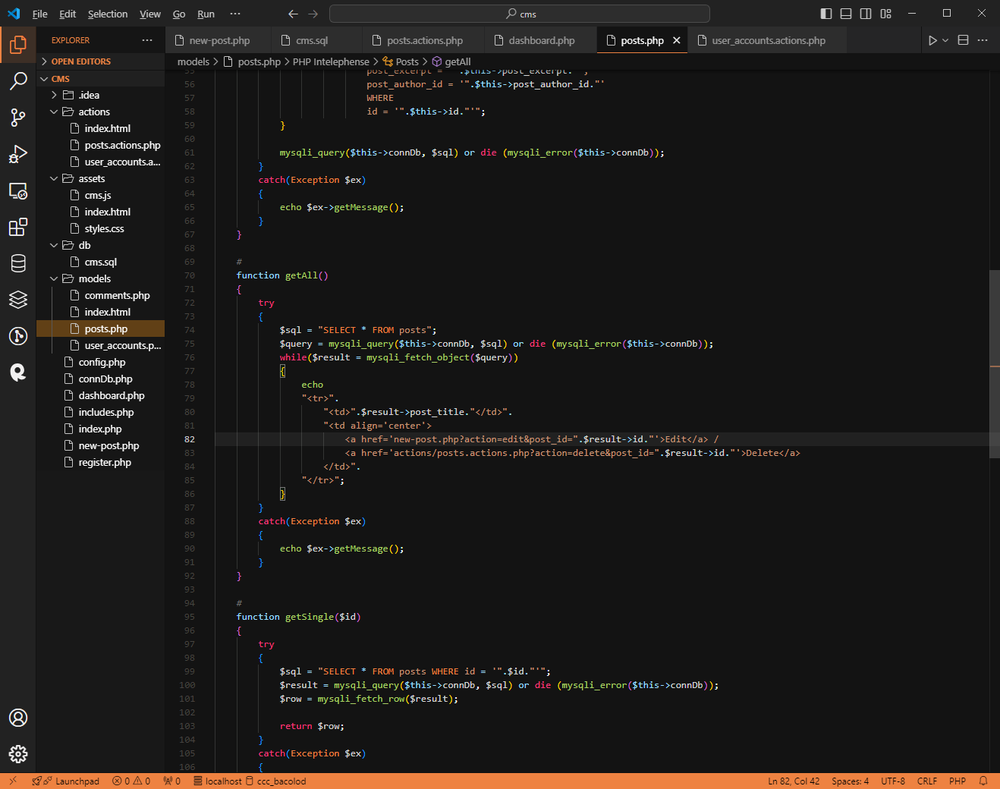 File Edit Selection View Go Run ··· cms
EXPLORER ···
OPEN EDITORS
CMS
.idea
actions
index.html
posts.actions.php
user_accounts.a...
assets
cms.js
index.html
styles.css
db
cms.sql
models
comments.php
index.html
posts.php
user_accounts.p...
config.php
connDb.php
dashboard.php
includes.php
index.php
new-post.php
register.php
new-post.php cms.sql posts.actions.php dashboard.php posts.php user_accounts.actions.php
models > posts.php > PHP Intelephense > Posts > getAll
55 post_excerpt = '".$this->post_excerpt."',
56 post_author_id = '".$this->post_author_id."'
57 WHERE
58 id = '".$this->id."'";
59 }
60
61 mysqli_query($this->connDb, $sql) or die (mysqli_error($this->connDb));
62 }
63 catch(Exception $ex)
64 {
65 echo $ex->getMessage();
66 }
67 }
68
69 #
70 function getAll()
71 {
72 try
73 {
74 $sql = "SELECT * FROM posts";
75 $query = mysqli_query($this->connDb, $sql) or die (mysqli_error($this->connDb));
76 while($result = mysqli_fetch_object($query))
77 {
78 echo
79 "<tr>".
80 "<td>".$result->post_title."</td>".
81 "<td align='center'>
82 <a href='new-post.php?action=edit&post_id=".$result->id."'>Edit</a> /
83 <a href='actions/posts.actions.php?action=delete&post_id=".$result->id."'>Delete</a>
84 </td>".
85 "</tr>";
86 }
87 }
88 catch(Exception $ex)
89 {
90 echo $ex->getMessage();
91 }
92 }
93
94 #
95 function getSingle($id)
96 {
97 try
98 {
99 $sql = "SELECT * FROM posts WHERE id = '".$id."'";
100 $result = mysqli_query($this->connDb, $sql) or die (mysqli_error($this->connDb));
101 $row = mysqli_fetch_row($result);
102
103 return $row;
104 }
105 catch(Exception $ex)
106 {
Launchpad 0 0 0 localhost ccc_bacolod Ln 82, Col 42 Spaces: 4 UTF-8 CRLF PHP